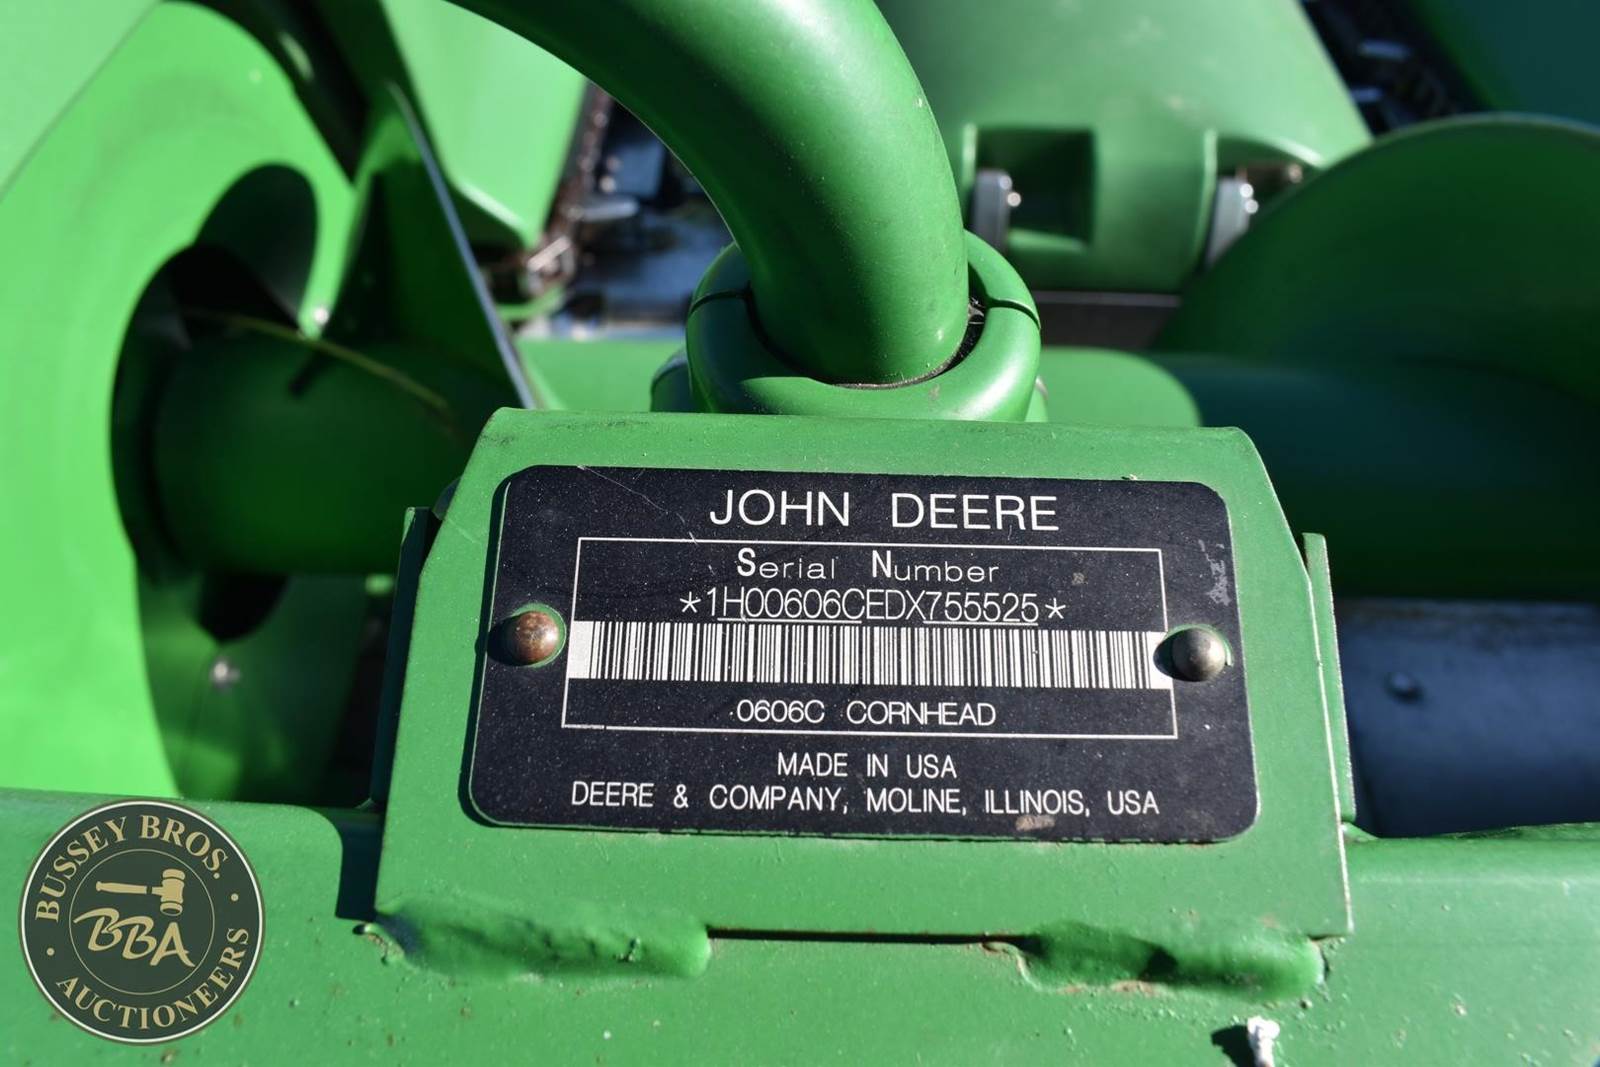 JOHN DEERE
Serial Number
*1H00606CEDX755525*
0606C CORNHEAD
MADE IN USA
DEERE & COMPANY, MOLINE, ILLINOIS, USA
BUSSEY BROS.
BBA
AUCTIONEERS